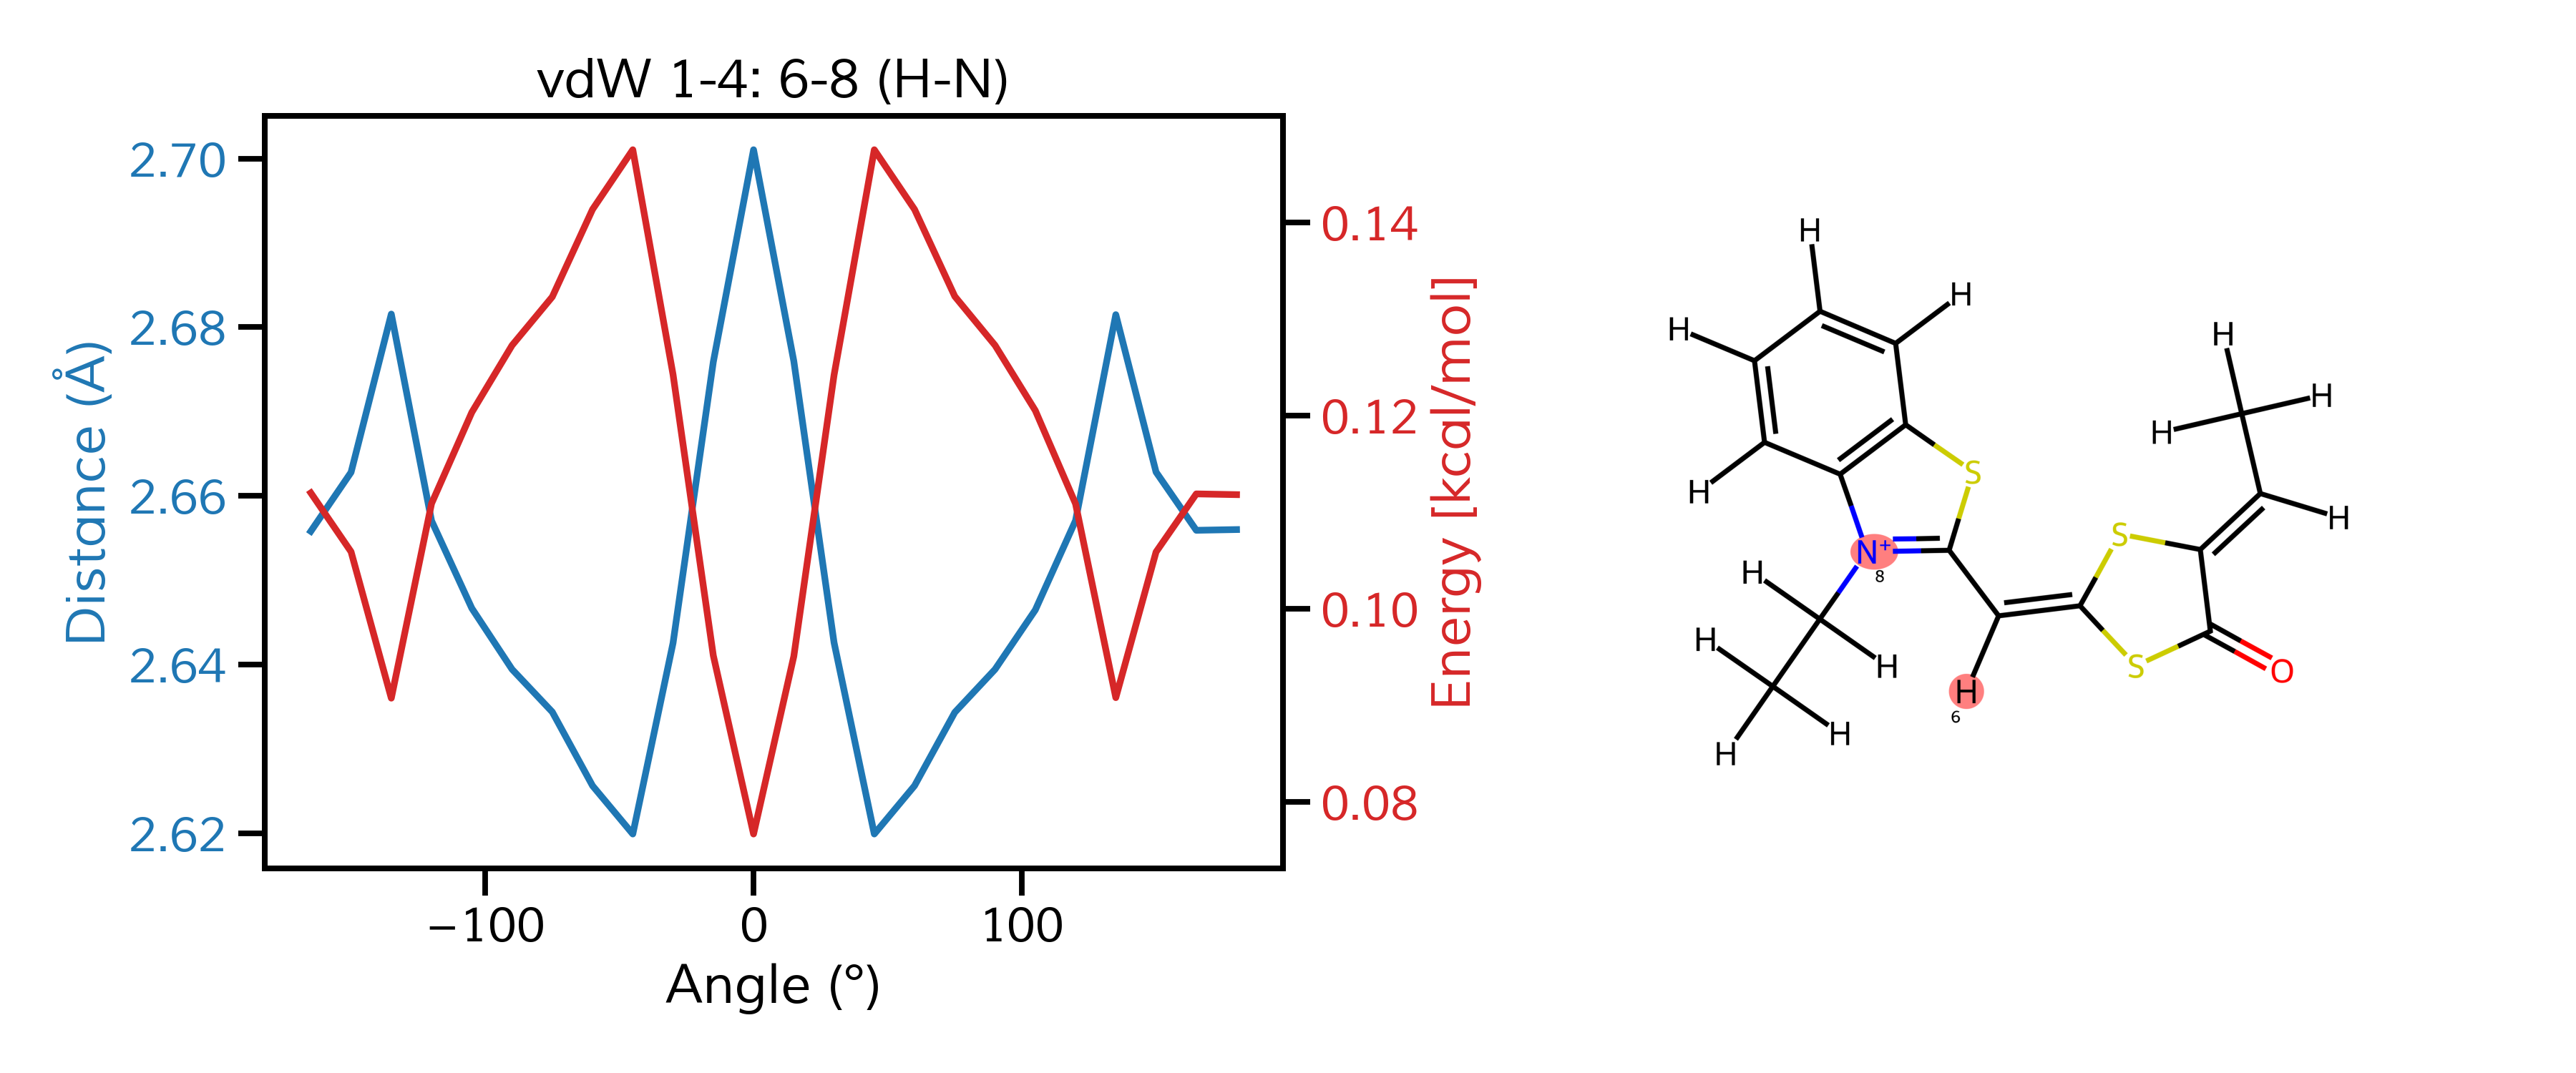 vdW 1-4: 6-8 (H-N)
Distance (Å)
2.70
2.68
2.66
2.64
2.62
−100
0
100
Angle (°)
0.14
0.12
0.10
0.08
Energy [kcal/mol]
H
H
H
H
H
H
H
S
H
H
S
N+
8
H
H
H
S
O
H
6
H
H